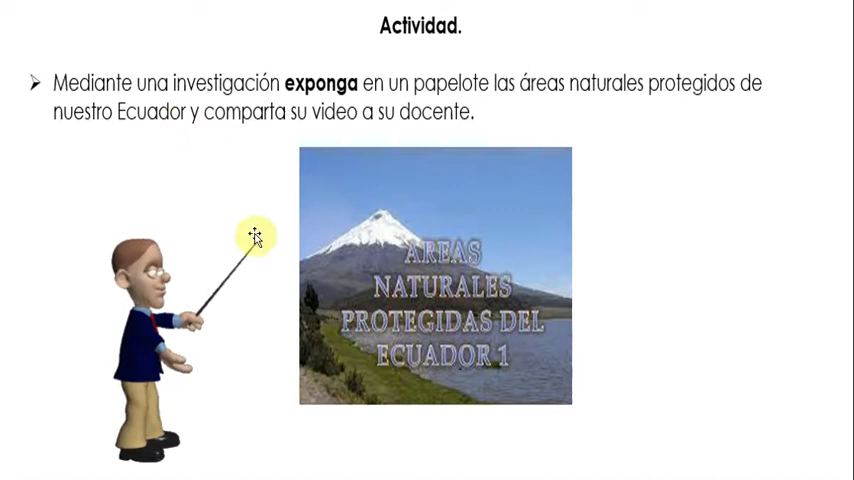 Actividad.
Mediante una investigación exponga en un papelote las áreas naturales protegidos de
nuestro Ecuador y comparta su video a su docente.
AREAS
NATURALES
PROTEGIDAS DEL
ECUADOR 1